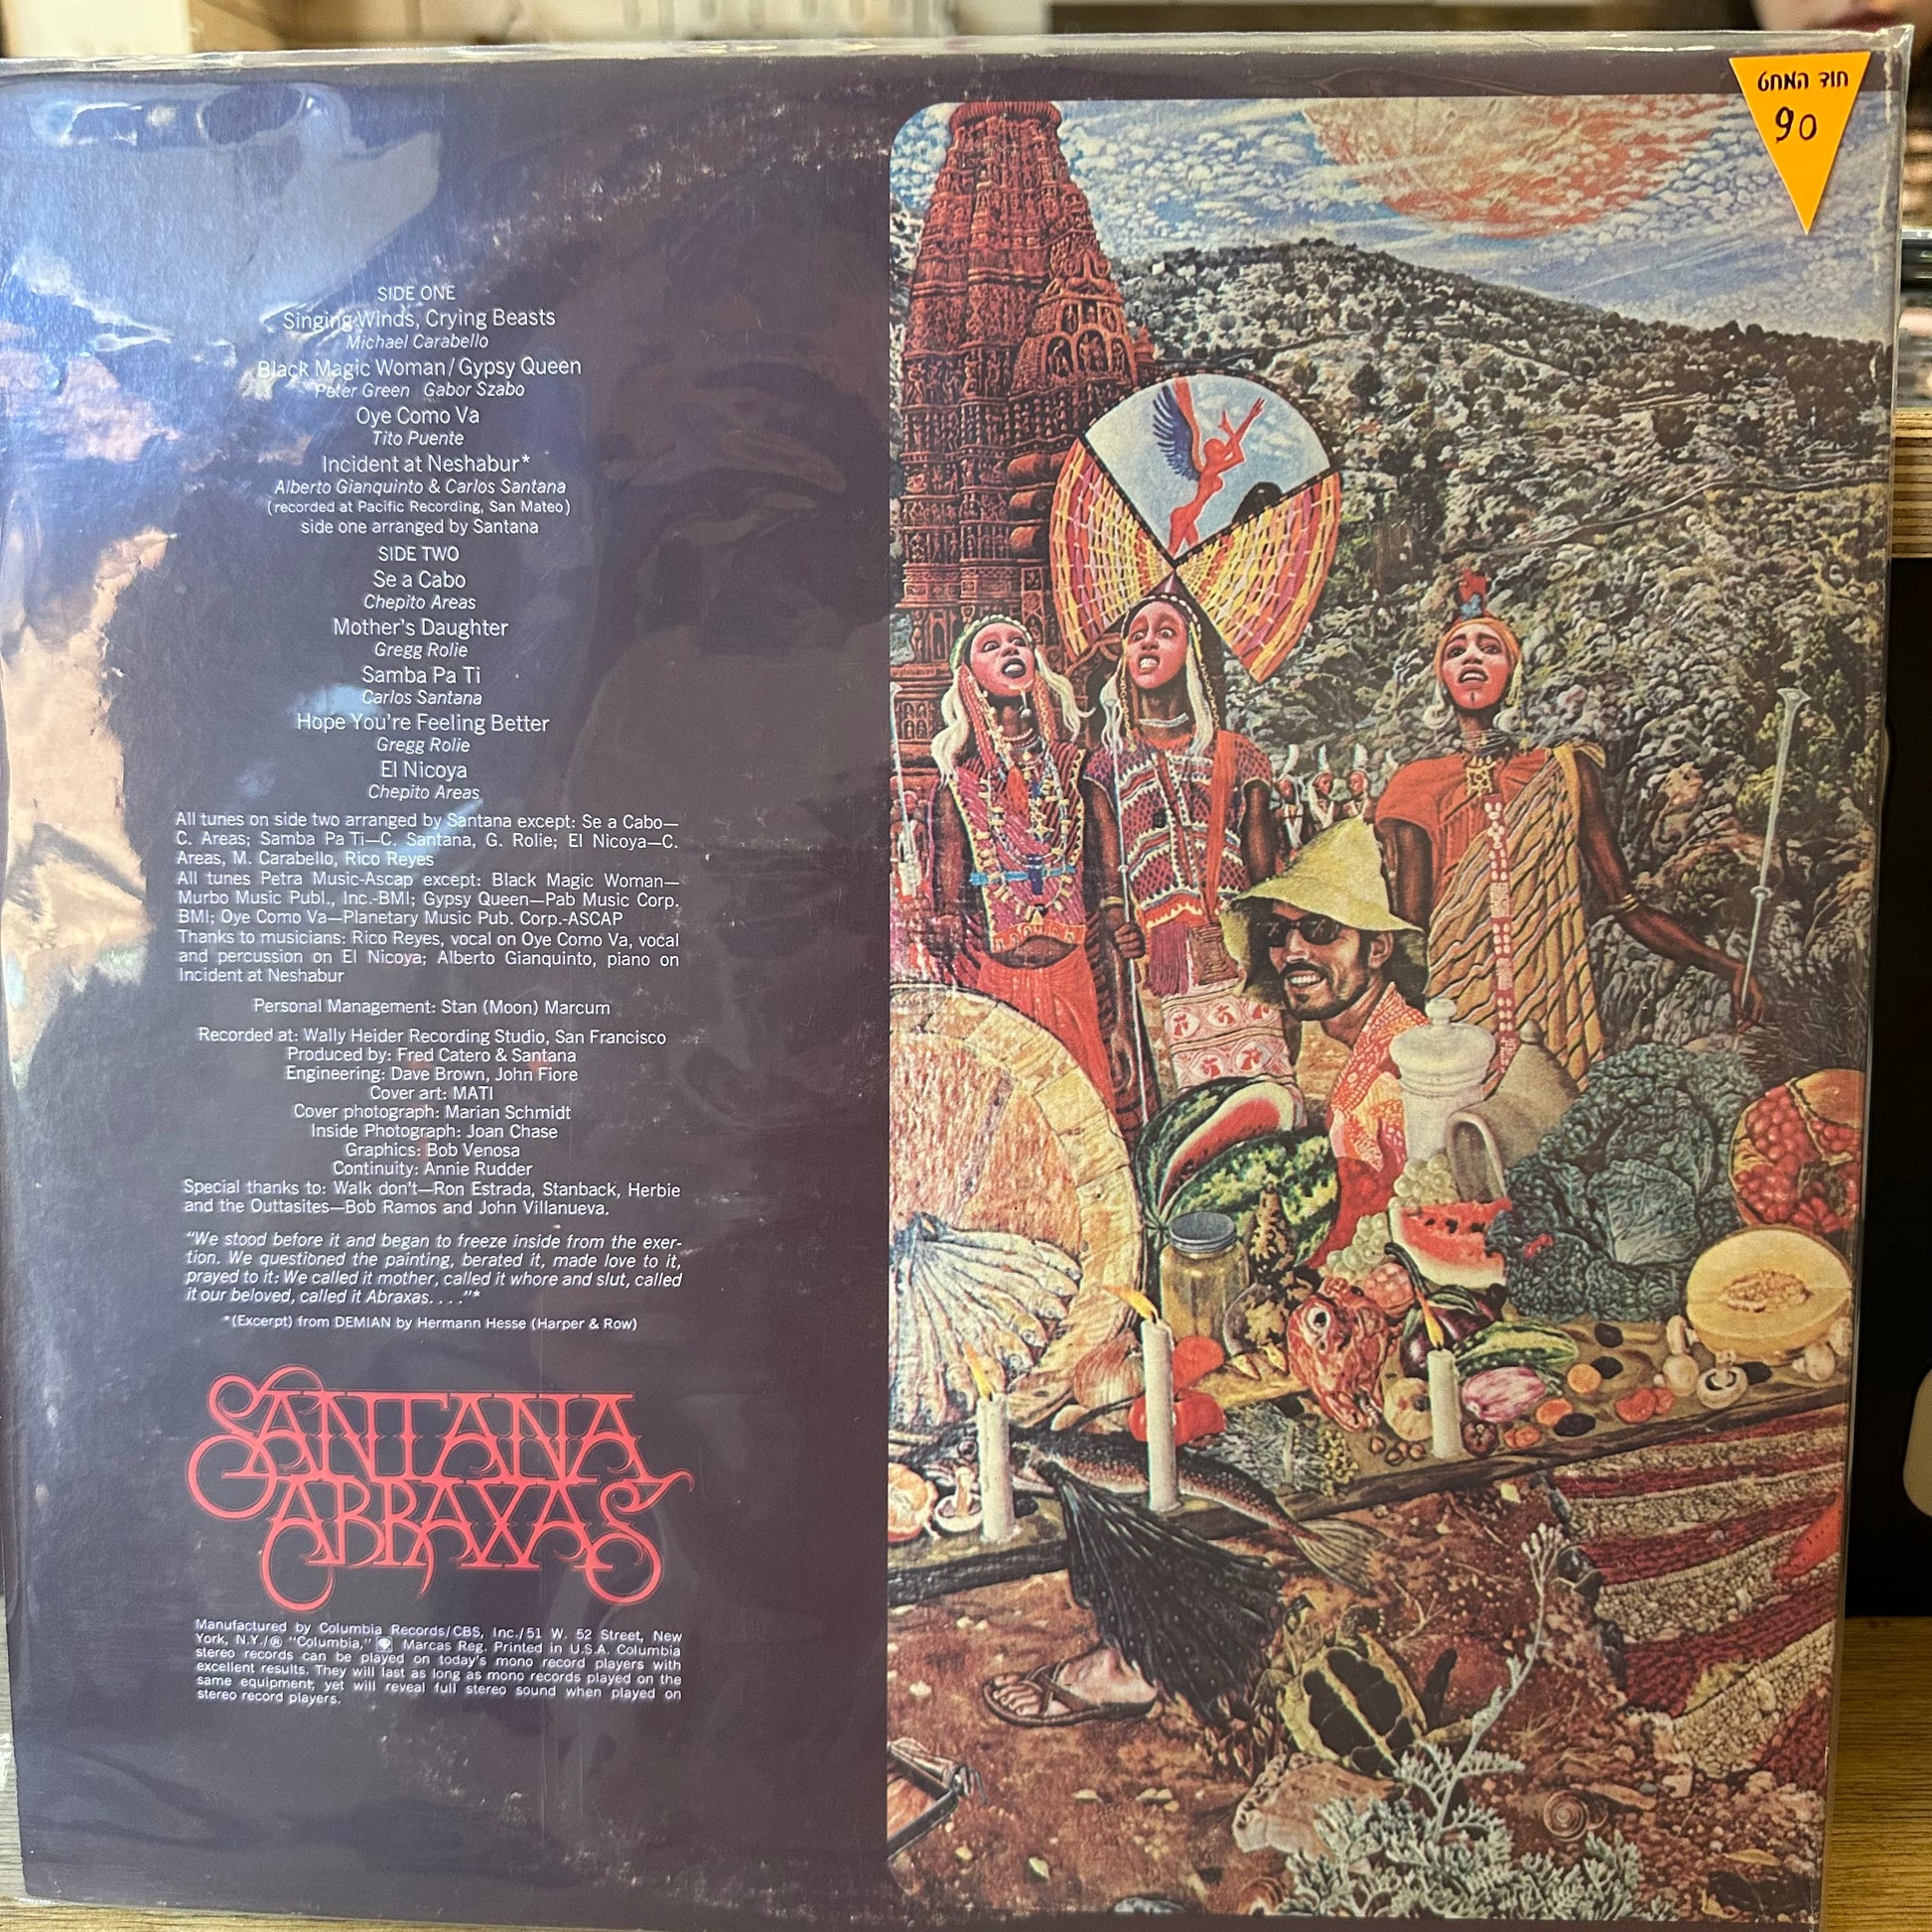 חוד המחט
90
SIDE ONE
Singing Winds, Crying Beasts
Michael Carabello
Black Magic Woman/Gypsy Queen
Peter Green Gabor Szabo
Oye Como Va
Tito Puente
Incident at Neshabur*
Alberto Gianquinto & Carlos Santana
(recorded at Pacific Recording, San Mateo)
side one arranged by Santana
SIDE TWO
Se a Cabo
Chepito Areas
Mother's Daughter
Gregg Rolie
Samba Pa Ti
Carlos Santana
Hope You're Feeling Better
Gregg Rolie
El Nicoya
Chepito Areas
All tunes on side two arranged by Santana except: Se a Cabo—
C. Areas; Samba Pa Ti—C. Santana, G. Rolie; El Nicoya—C.
Areas, M. Carabello, Rico Reyes
All tunes Petra Music-Ascap except: Black Magic Woman—
Murbo Music Publ., Inc.-BMI; Gypsy Queen—Pab Music Corp.
BMI; Oye Como Va—Planetary Music Pub. Corp.-ASCAP
Thanks to musicians: Rico Reyes, vocal on Oye Como Va, vocal
and percussion on El Nicoya; Alberto Gianquinto, piano on
Incident at Neshabur
Personal Management: Stan (Moon) Marcum
Recorded at: Wally Heider Recording Studio, San Francisco
Produced by: Fred Catero & Santana
Engineering: Dave Brown, John Fiore
Cover art: MATI
Cover photograph: Marian Schmidt
Inside Photograph: Joan Chase
Graphics: Bob Venosa
Continuity: Annie Rudder
Special thanks to: Walk don't—Ron Estrada, Stanback, Herbie
and the Outtasites—Bob Ramos and John Villanueva.
"We stood before it and began to freeze inside from the exer-
tion. We questioned the painting, berated it, made love to it,
prayed to it: We called it mother, called it whore and slut, called
it our beloved, called it Abraxas. . . ."*
*(Excerpt) from DEMIAN by Hermann Hesse (Harper & Row)
SANTANA
ABRAXAS
Manufactured by Columbia Records/CBS, Inc./51 W. 52 Street, New
York, N.Y./® "Columbia," Marcas Reg. Printed in U.S.A. Columbia
stereo records can be played on today's mono record players with
excellent results. They will last as long as mono records played on the
same equipment, yet will reveal full stereo sound when played on
stereo record players.